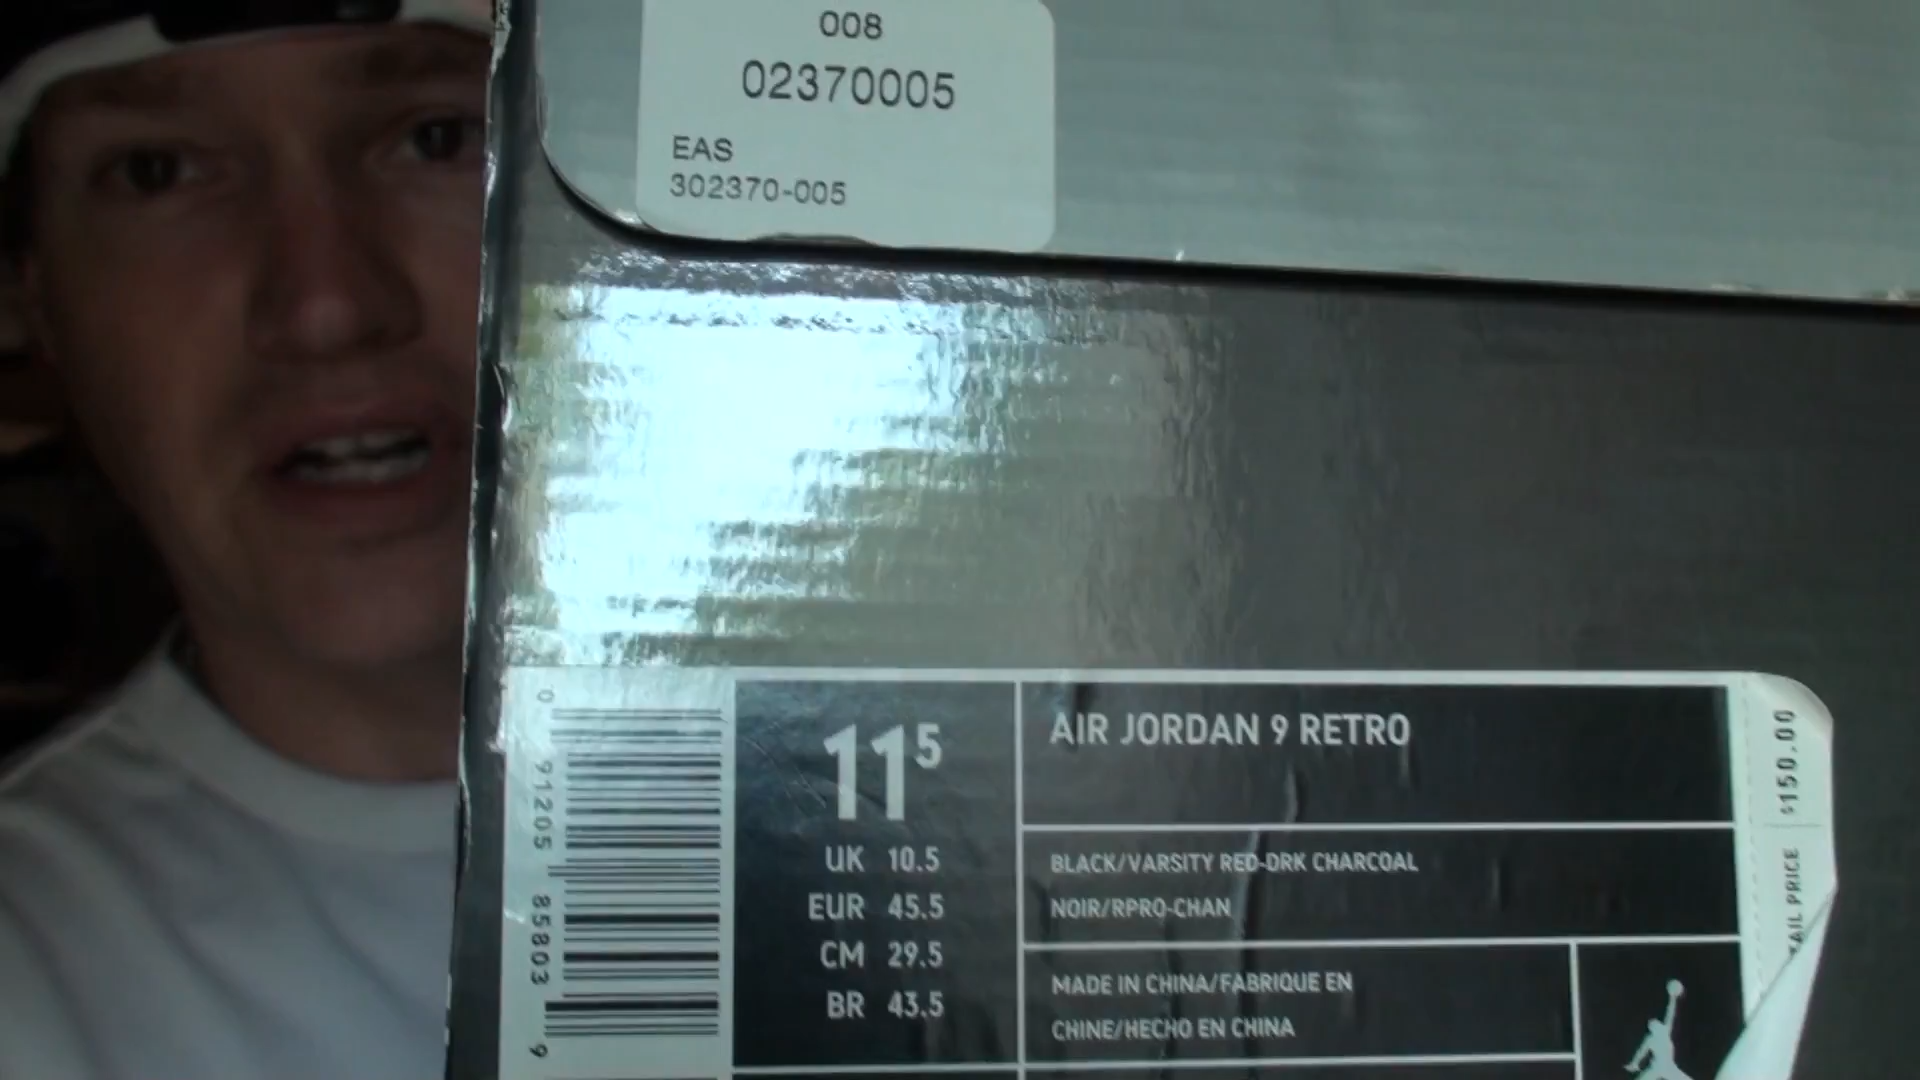 008
02370005
EAS
302370-005
0 91205 85803 9
11⁵
UK 10.5
EUR 45.5
CM 29.5
BR 43.5
AIR JORDAN 9 RETRO
BLACK/VARSITY RED-DRK CHARCOAL
NOIR/RPRO-CHAN
MADE IN CHINA/FABRIQUE EN
CHINE/HECHO EN CHINA
$150.00
PRICE